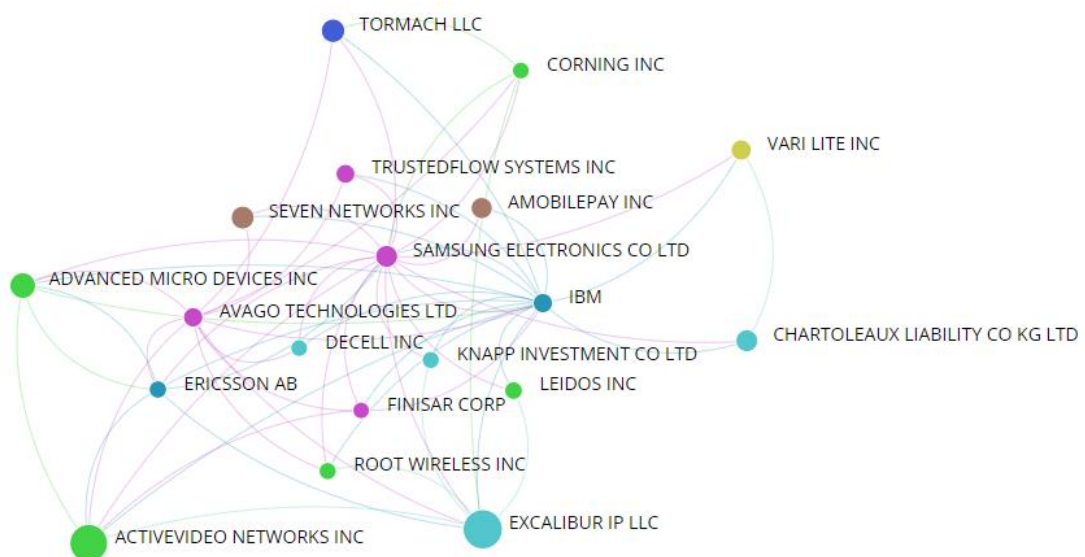 TORMACH LLC
CORNING INC
VARI LITE INC
TRUSTEDFLOW SYSTEMS INC
AMOBILEPAY INC
SEVEN NETWORKS INC
SAMSUNG ELECTRONICS CO LTD
ADVANCED MICRO DEVICES INC
IBM
AVAGO TECHNOLOGIES LTD
CHARTOLEAUX LIABILITY CO KG LTD
DECELL INC
KNAPP INVESTMENT CO LTD
ERICSSON AB
LEIDOS INC
FINISAR CORP
ROOT WIRELESS INC
EXCALIBUR IP LLC
ACTIVEVIDEO NETWORKS INC